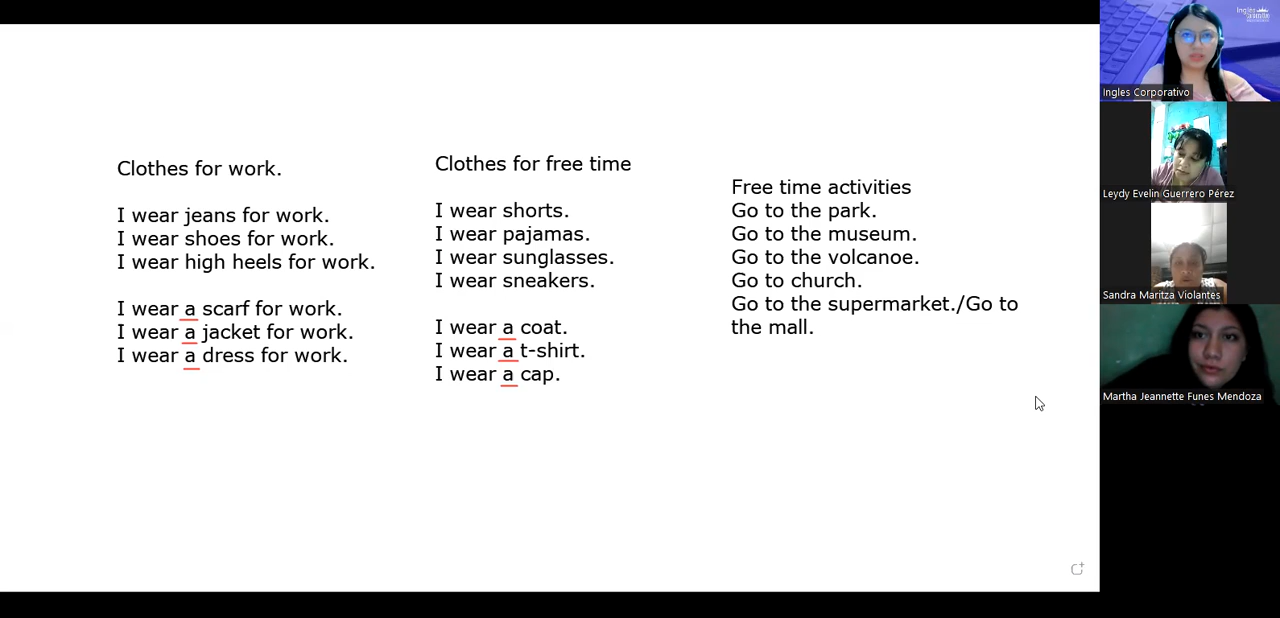 Clothes for work.
I wear jeans for work.
I wear shoes for work.
I wear high heels for work.
I wear a scarf for work.
I wear a jacket for work.
I wear a dress for work.
Clothes for free time
I wear shorts.
I wear pajamas.
I wear sunglasses.
I wear sneakers.
I wear a coat.
I wear a t-shirt.
I wear a cap.
Free time activities
Go to the park.
Go to the museum.
Go to the volcanoe.
Go to church.
Go to the supermarket./Go to
the mall.
Ingles Corporativo
Leydy Evelin Guerrero Pérez
Sandra Maritza Violantes
Martha Jeannette Funes Mendoza